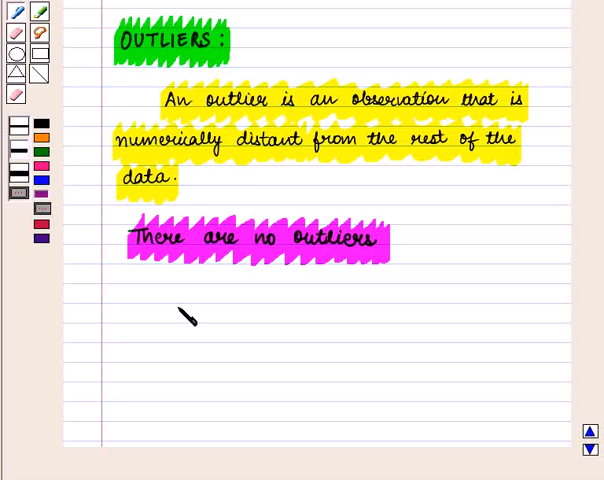 OUTLIERS:
An outlier is an observation that is
numerically distant from the rest of the
data.
There are no outliers